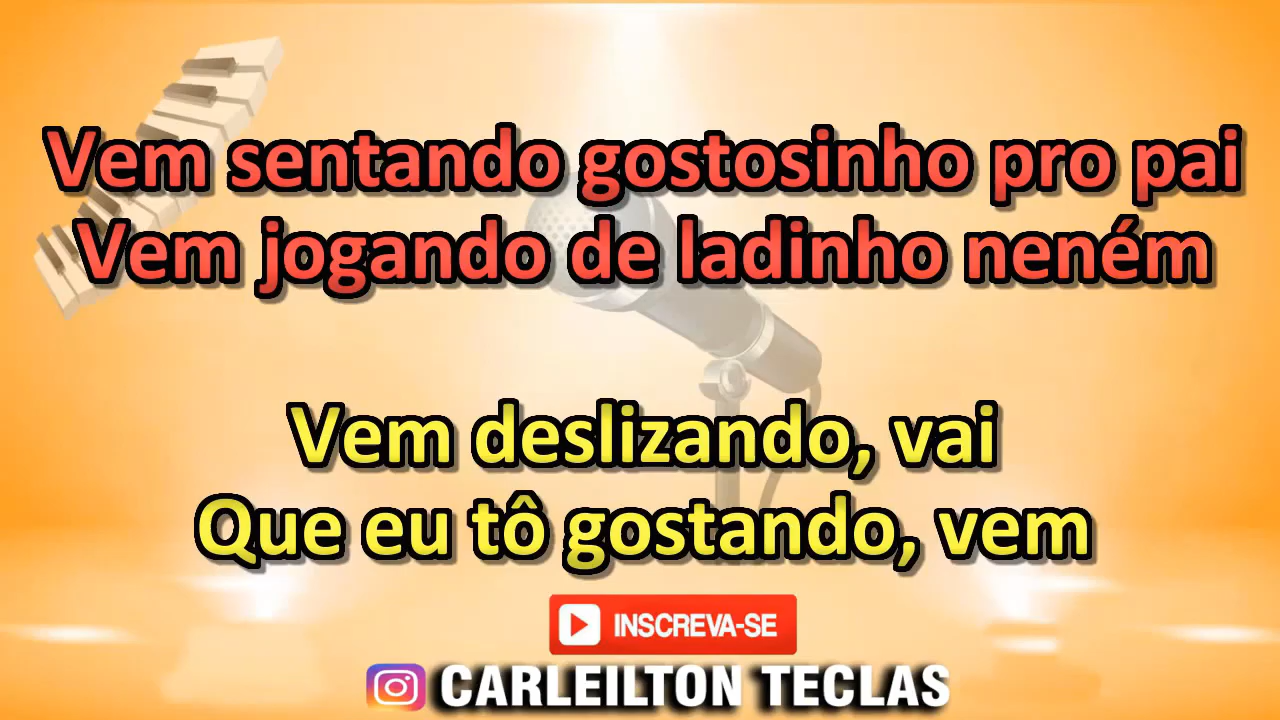 Vem sentando gostosinho pro pai
Vem jogando de ladinho neném
Vem deslizando, vai
Que eu tô gostando, vem
INSCREVA-SE
CARLEILTON TECLAS